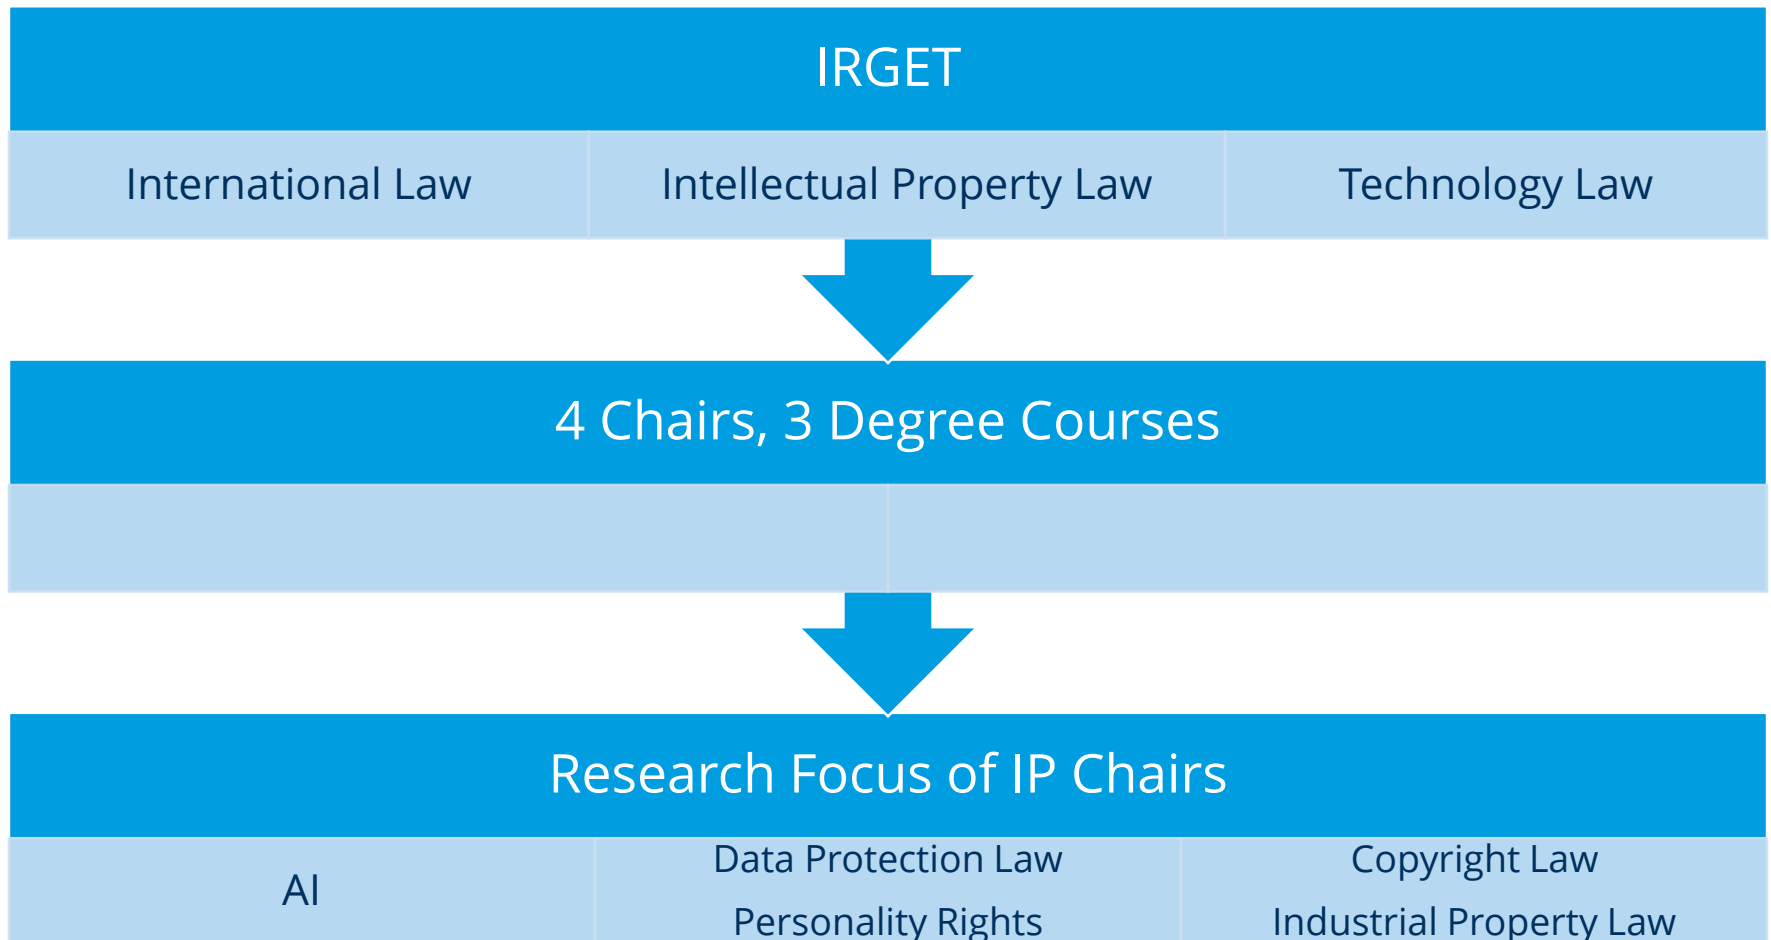 IRGET
International Law
Intellectual Property Law
Technology Law
4 Chairs, 3 Degree Courses
Research Focus of IP Chairs
AI
Data Protection Law
Personality Rights
Copyright Law
Industrial Property Law